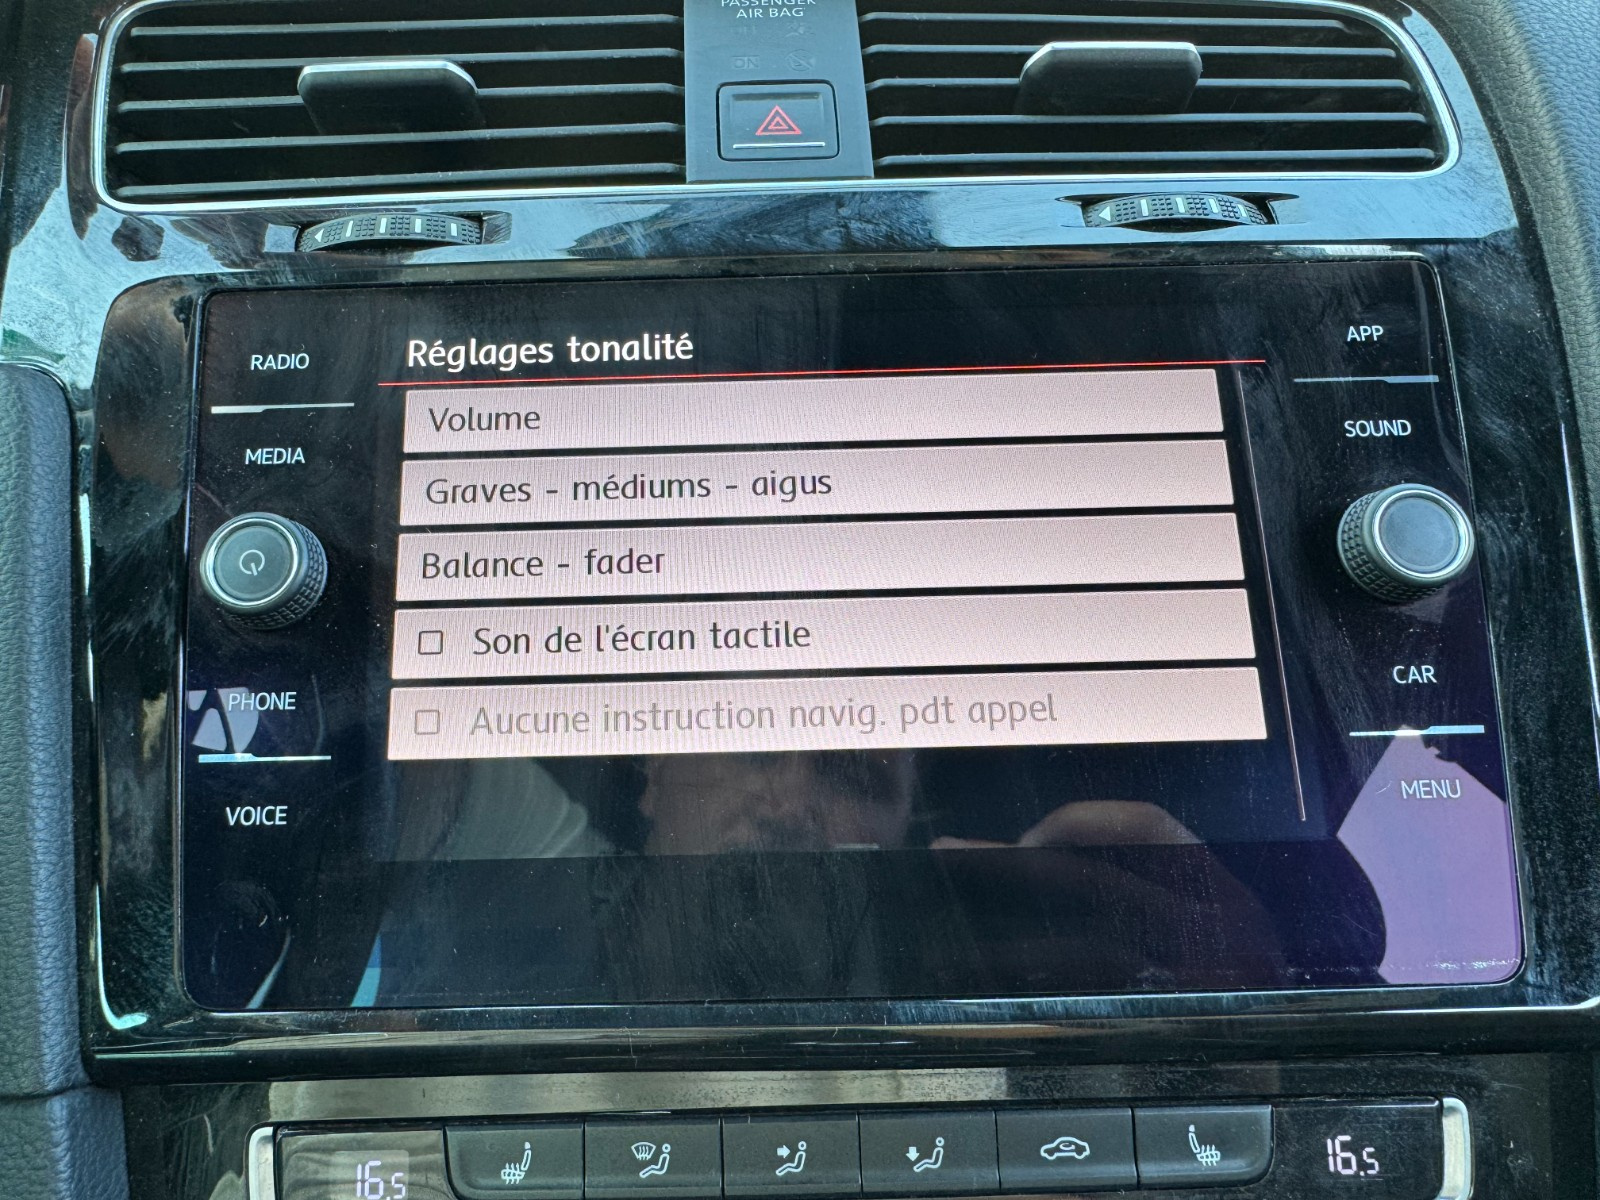 PASSENGER
AIR BAG
ON
RADIO
MEDIA
PHONE
VOICE
Réglages tonalité
Volume
Graves - médiums - aigus
Balance - fader
Son de l'écran tactile
Aucune instruction navig. pdt appel
APP
SOUND
CAR
MENU
16.5
16.5